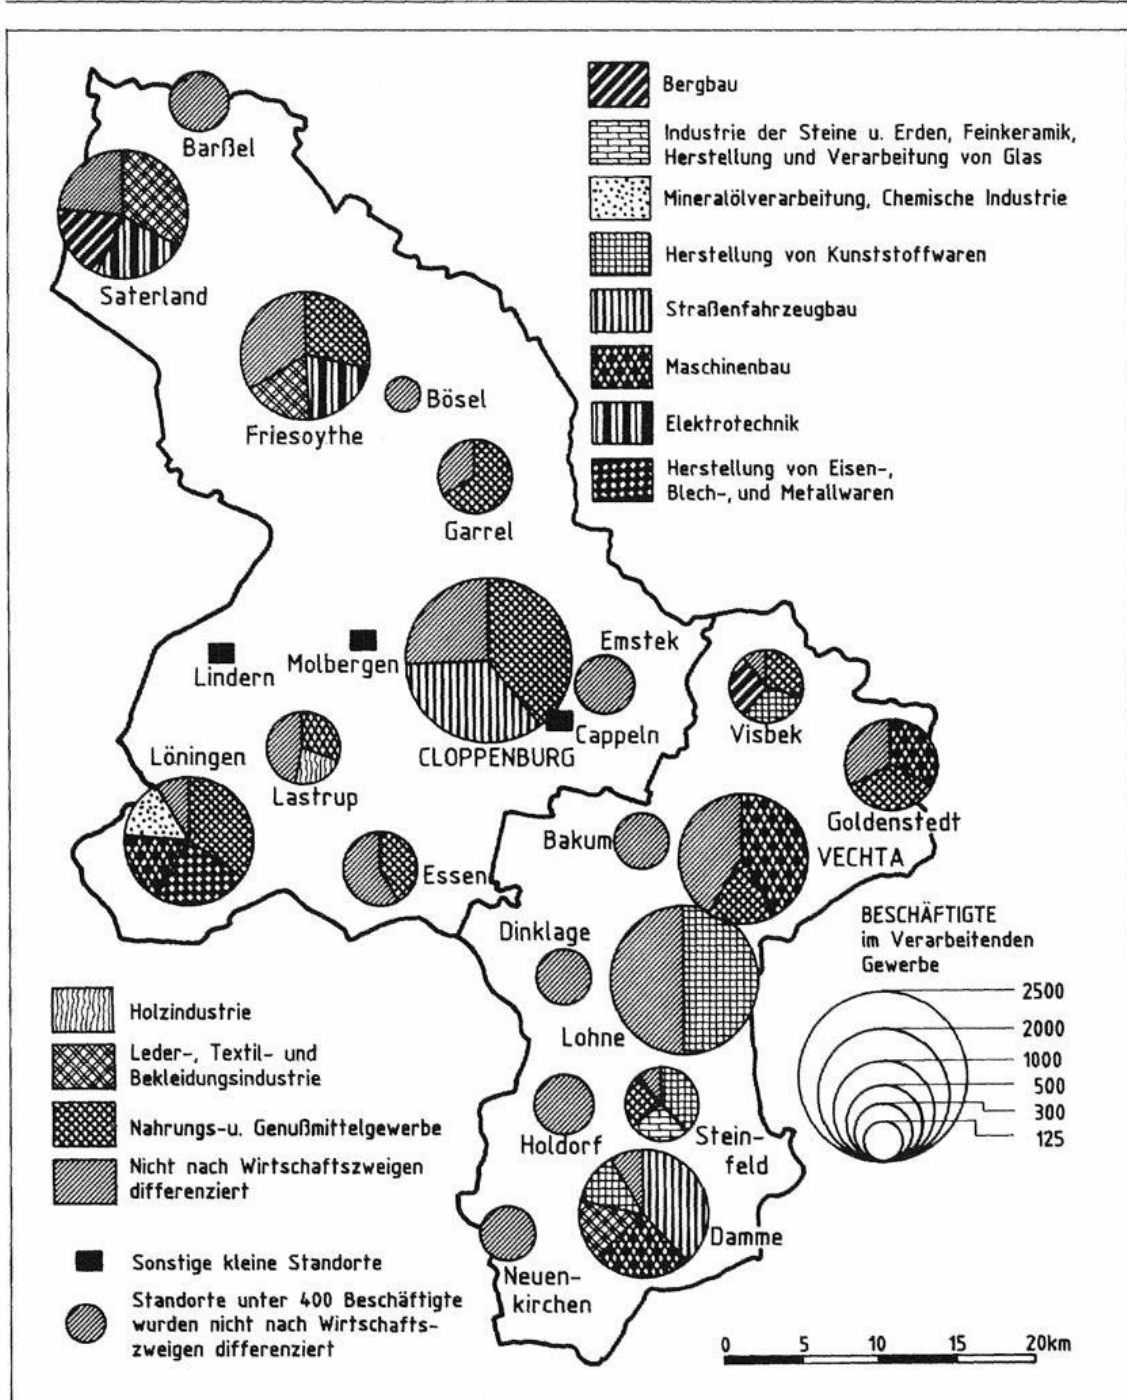 Barßel
Saterland
Friesoythe
Bösel
Garrel
Emstek
Molbergen
Lindern
Cappeln
CLOPPENBURG
Visbek
Löningen
Lastrup
Goldenstedt
Bakum
VECHTA
Essen
Dinklage
Lohne
Holdorf
Stein-
feld
Damme
Neuen-
kirchen
Bergbau
Industrie der Steine u. Erden, Feinkeramik,
Herstellung und Verarbeitung von Glas
Mineralölverarbeitung, Chemische Industrie
Herstellung von Kunststoffwaren
Straßenfahrzeugbau
Maschinenbau
Elektrotechnik
Herstellung von Eisen-,
Blech-, und Metallwaren
Holzindustrie
Leder-, Textil- und
Bekleidungsindustrie
Nahrungs-u. Genußmittelgewerbe
Nicht nach Wirtschaftszweigen
differenziert
Sonstige kleine Standorte
Standorte unter 400 Beschäftigte
wurden nicht nach Wirtschafts-
zweigen differenziert
BESCHÄFTIGTE
im Verarbeitenden
Gewerbe
2500
2000
1000
500
300
125
0 5 10 15 20km